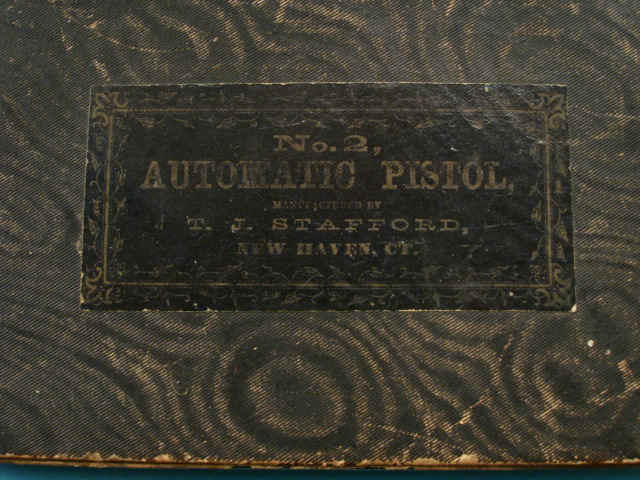 No. 2,
AUTOMATIC PISTOL,
MANUFACTURED BY
T. J. STAFFORD,
NEW HAVEN, CT.